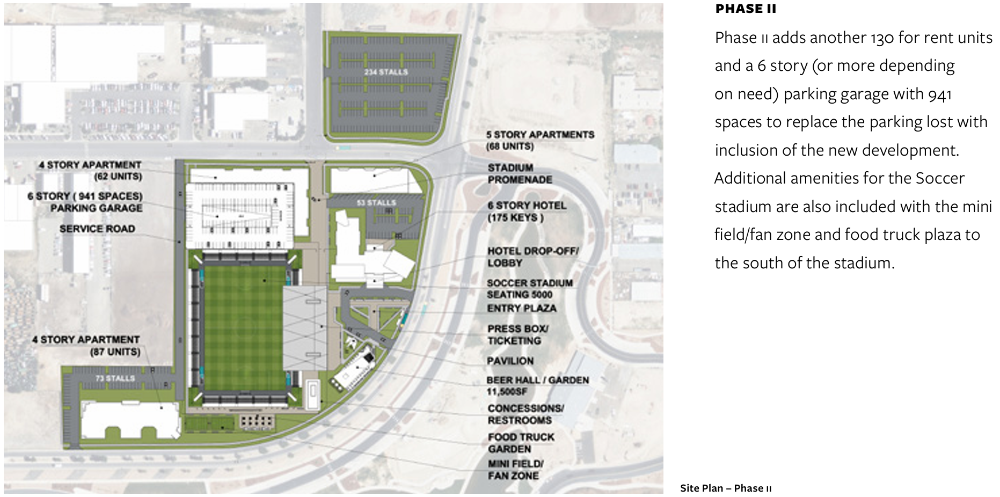 234 STALLS
5 STORY APARTMENTS
(68 UNITS)
4 STORY APARTMENT
(62 UNITS)
STADIUM
PROMENADE
6 STORY ( 941 SPACES)
PARKING GARAGE
53 STALLS
6 STORY HOTEL
(175 KEYS )
SERVICE ROAD
HOTEL DROP-OFF/
LOBBY
SOCCER STADIUM
SEATING 5000
ENTRY PLAZA
PRESS BOX/
TICKETING
4 STORY APARTMENT
(87 UNITS)
PAVILION
73 STALLS
BEER HALL / GARDEN
11,500SF
CONCESSIONS/
RESTROOMS
FOOD TRUCK
GARDEN
MINI FIELD/
FAN ZONE
PHASE II
Phase II adds another 130 for rent units
and a 6 story (or more depending
on need) parking garage with 941
spaces to replace the parking lost with
inclusion of the new development.
Additional amenities for the Soccer
stadium are also included with the mini
field/fan zone and food truck plaza to
the south of the stadium.
Site Plan – Phase II